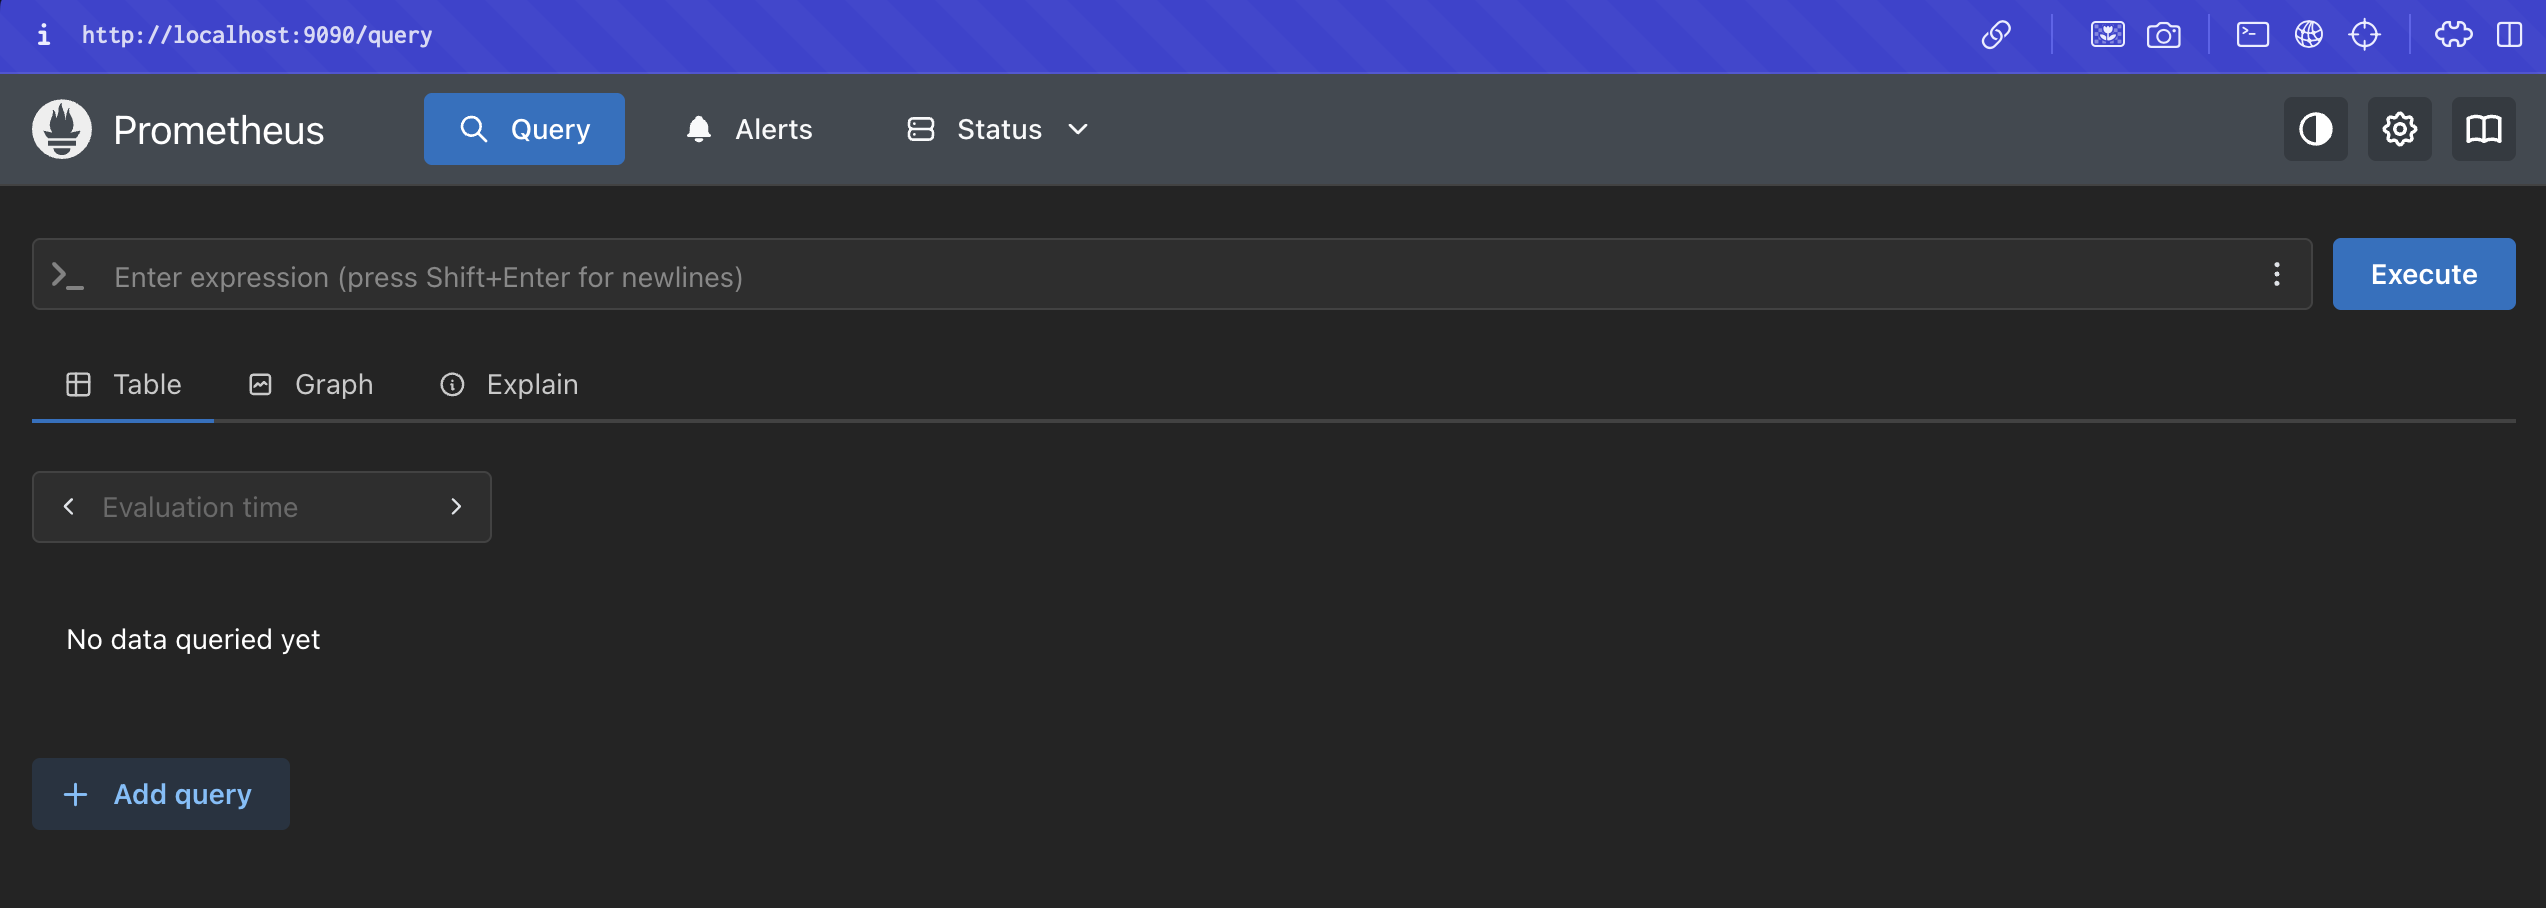 http://localhost:9090/query
Prometheus Query Alerts Status
Enter expression (press Shift+Enter for newlines) Execute
Table Graph Explain
Evaluation time
No data queried yet
Add query